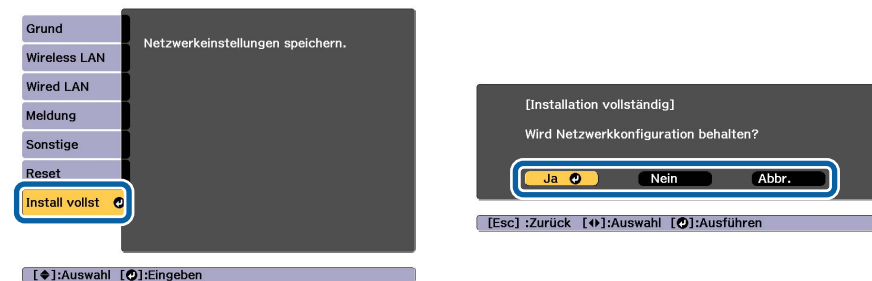 Grund
Wireless LAN
Wired LAN
Meldung
Sonstige
Reset
Install vollst
Netzwerkeinstellungen speichern.
[◆]:Auswahl [↵]:Eingeben
[Installation vollständig]
Wird Netzwerkkonfiguration behalten?
Ja Nein Abbr.
[Esc] :Zurück [◀▶]:Auswahl [↵]:Ausführen